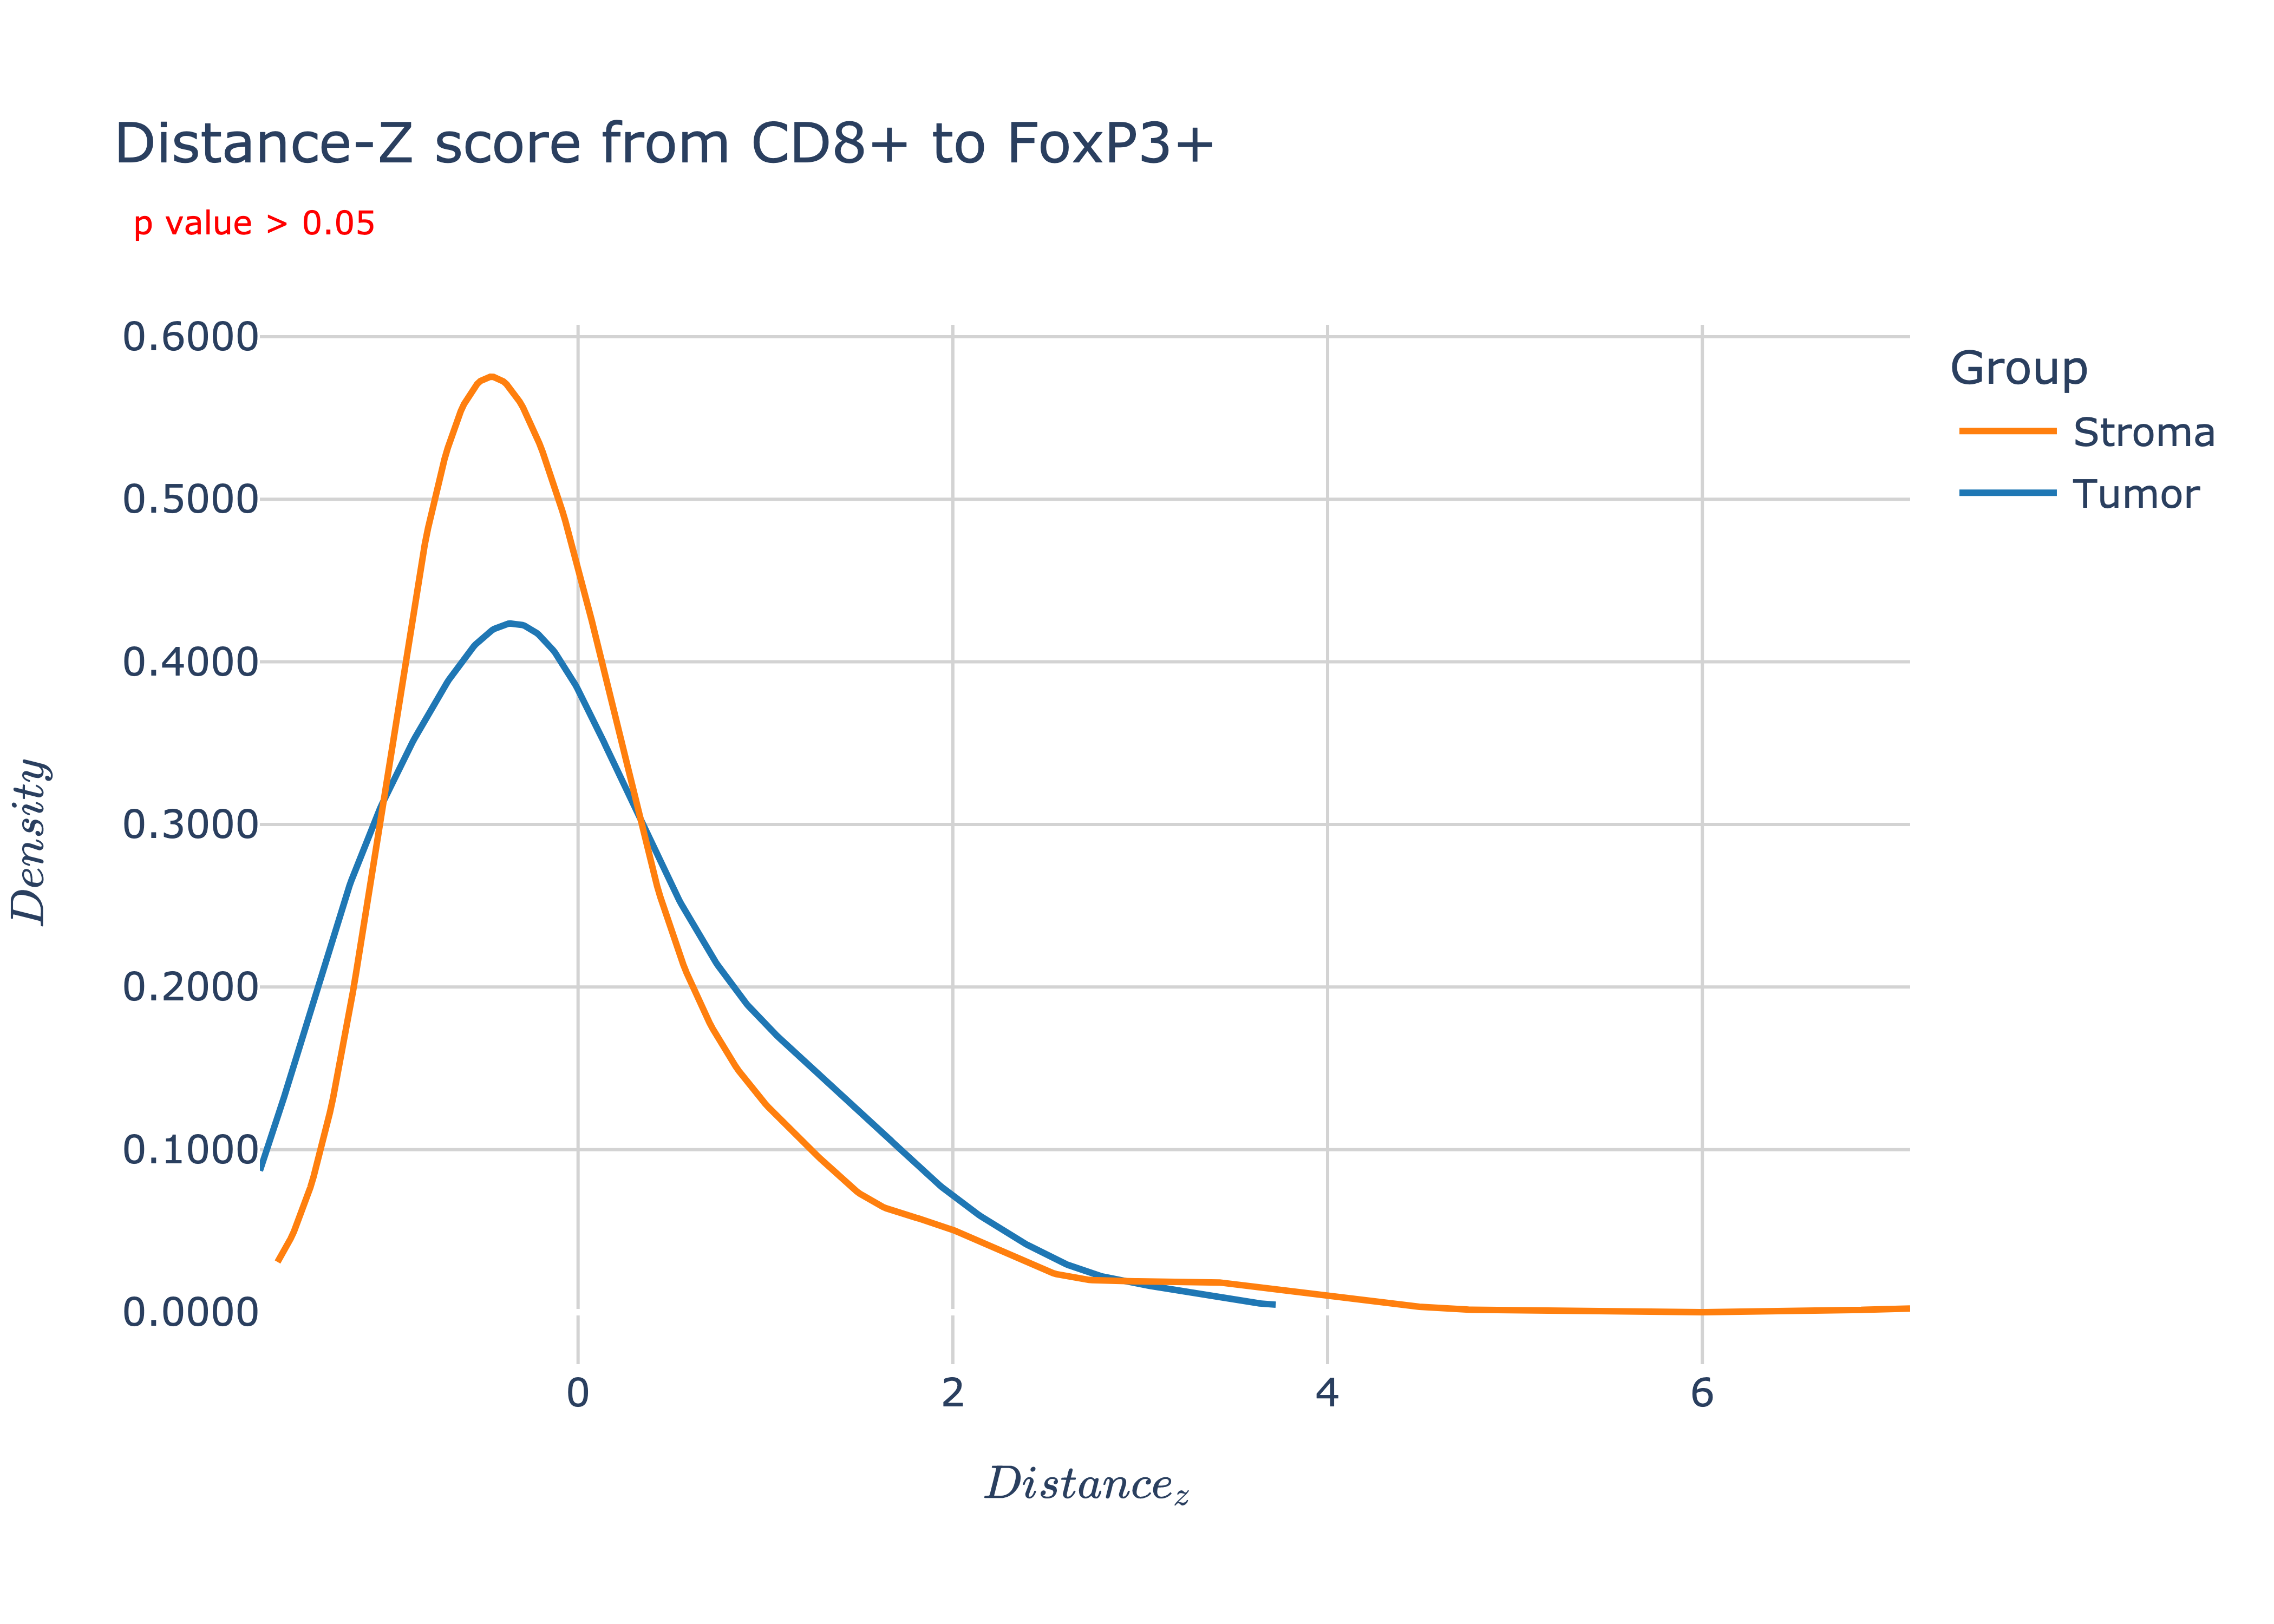 Distance-Z score from CD8+ to FoxP3+
p value > 0.05
0.6000
0.5000
0.4000
0.3000
0.2000
0.1000
0.0000
Density
0
2
4
6
Distance_z
Group
Stroma
Tumor